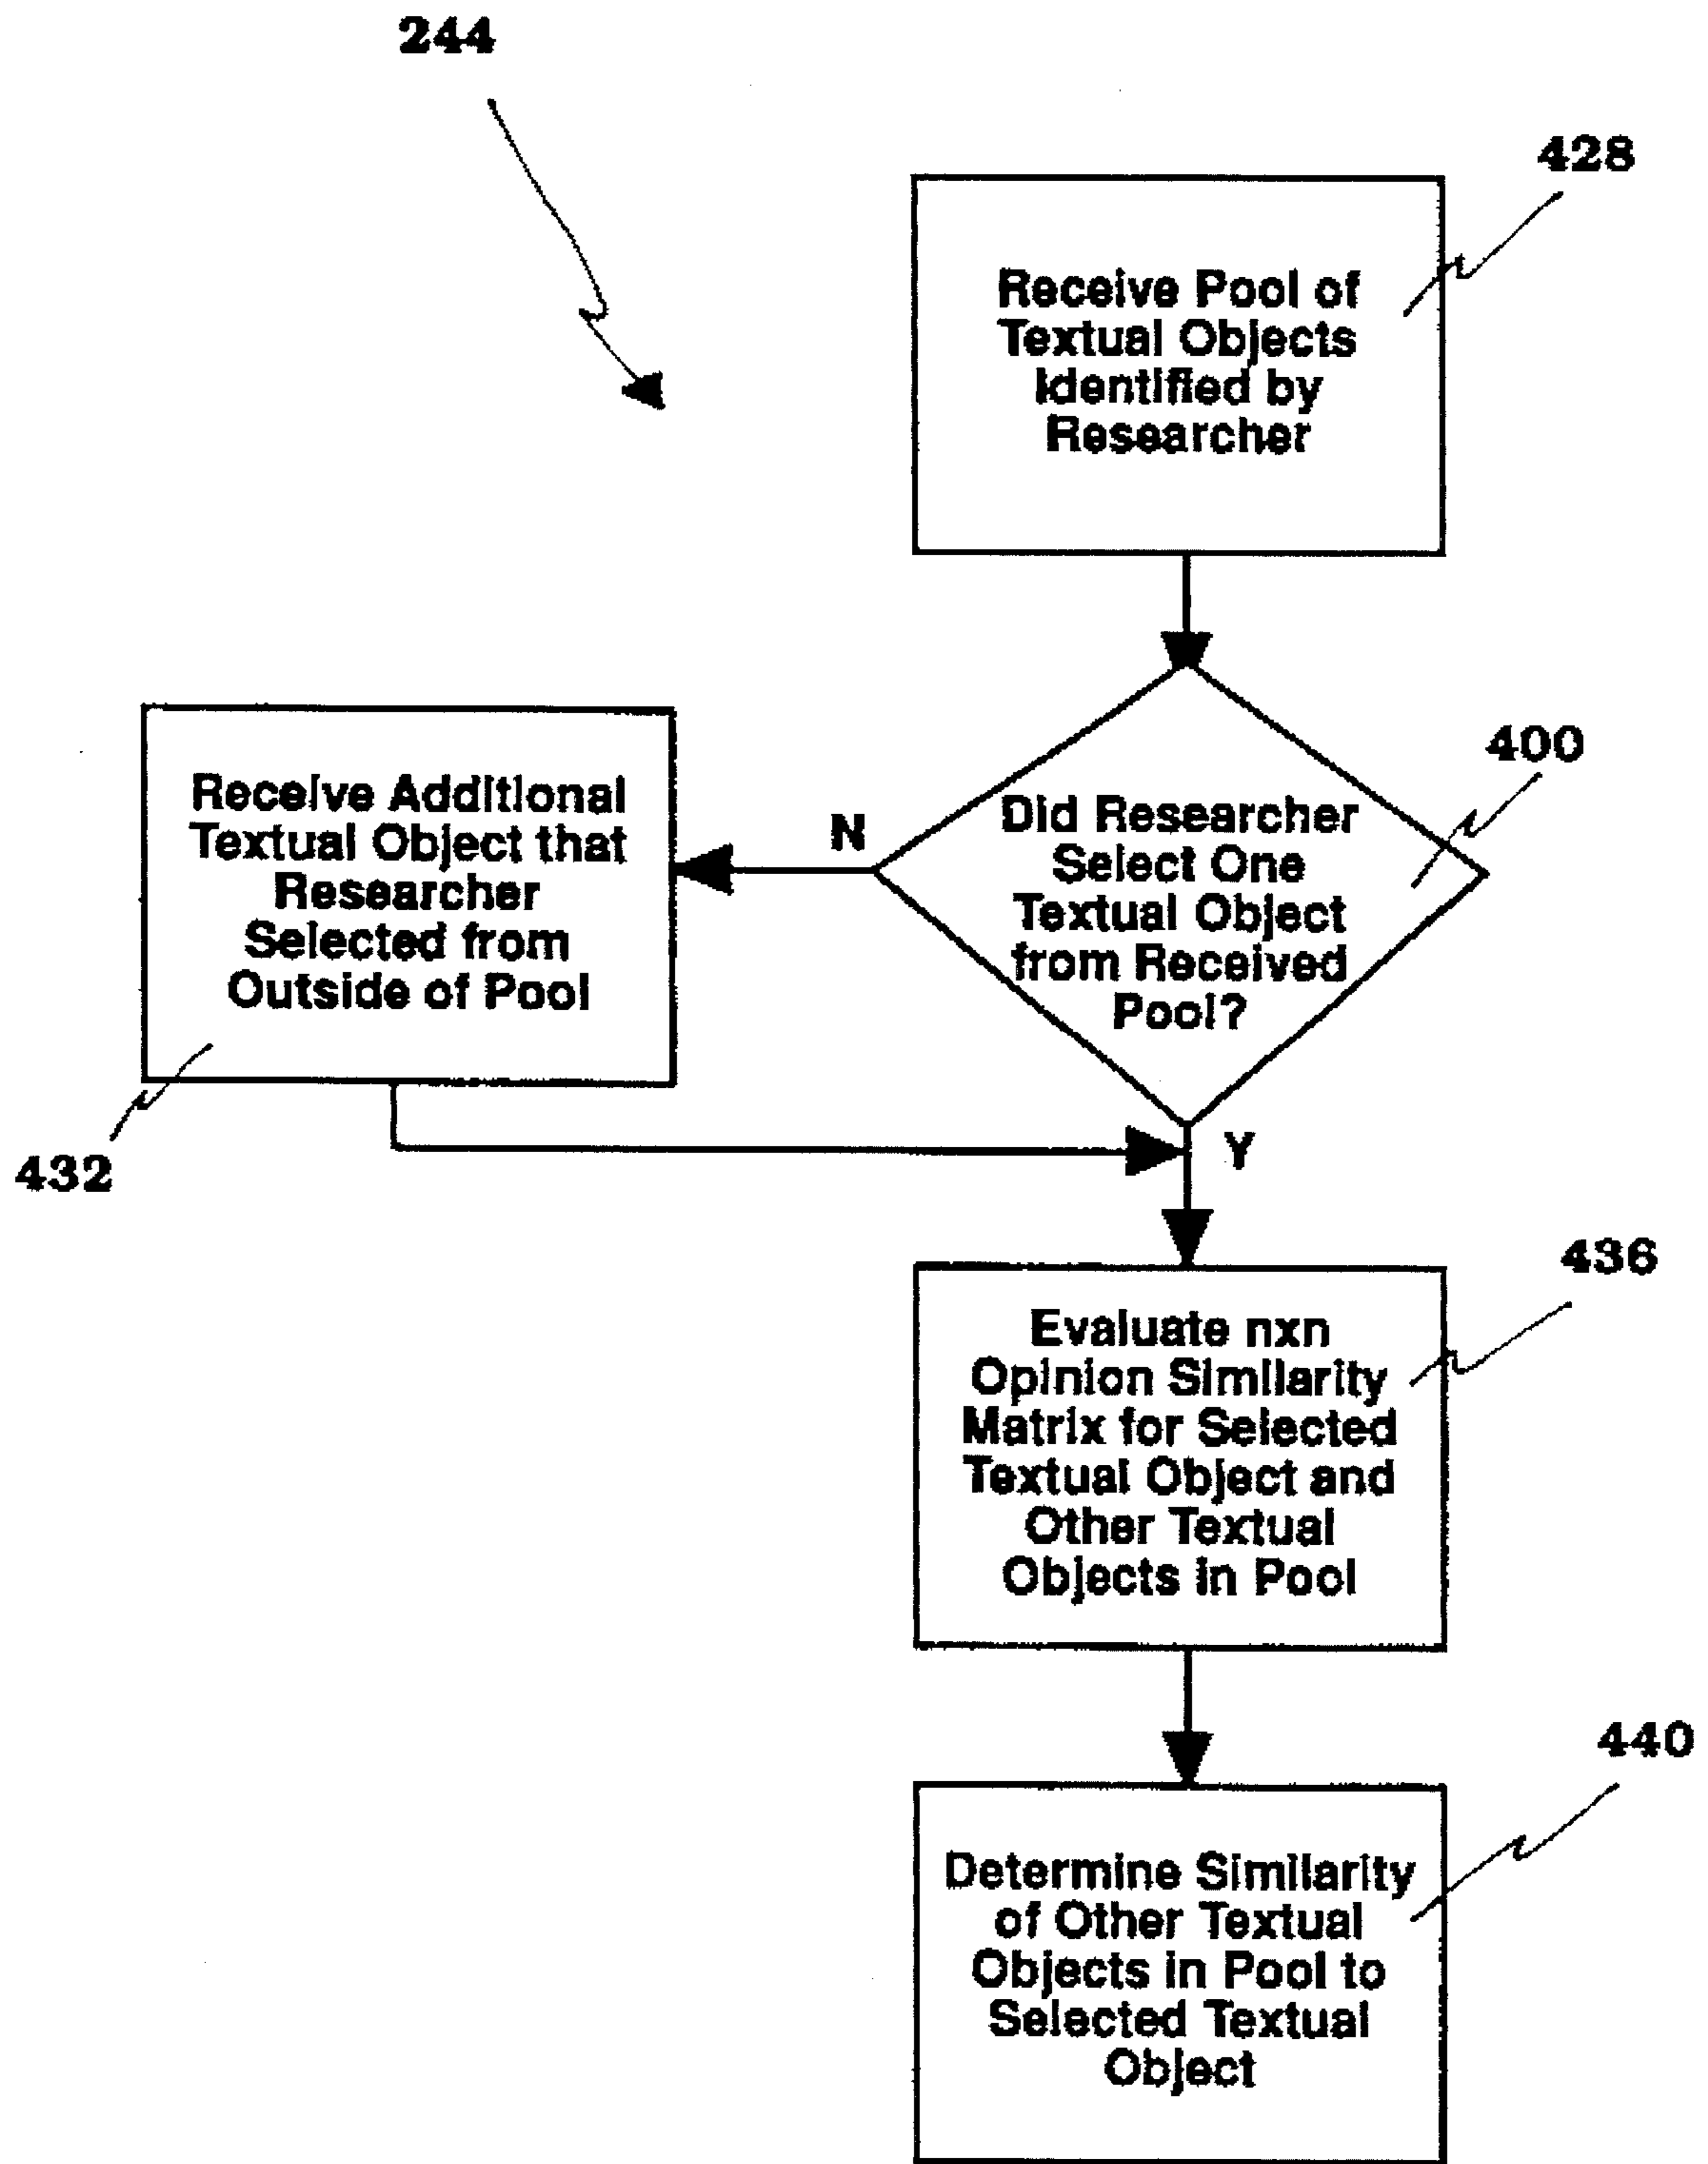 244
428
Receive Pool of
Textual Objects
Identified by
Researcher
400
Did Researcher
Select One
Textual Object
from Received
Pool?
N
Receive Additional
Textual Object that
Researcher
Selected from
Outside of Pool
432
Y
436
Evaluate nxn
Opinion Similarity
Matrix for Selected
Textual Object and
Other Textual
Objects in Pool
440
Determine Similarity
of Other Textual
Objects in Pool to
Selected Textual
Object